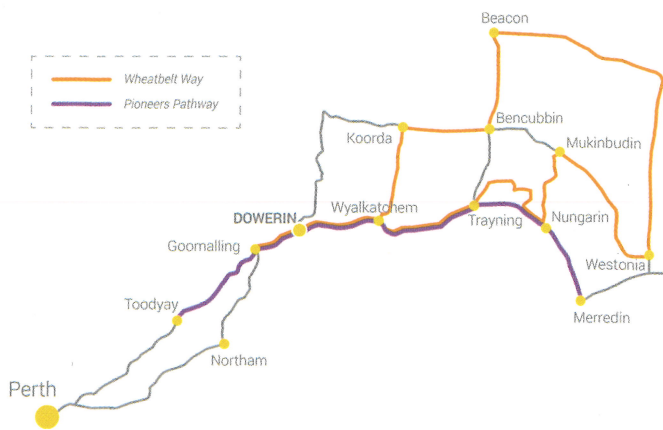 Beacon
Wheatbelt Way
Pioneers Pathway
Bencubbin
Koorda
Mukinbudin
Wyalkatchem
DOWERIN
Trayning
Nungarin
Goomalling
Westonia
Toodyay
Merredin
Northam
Perth